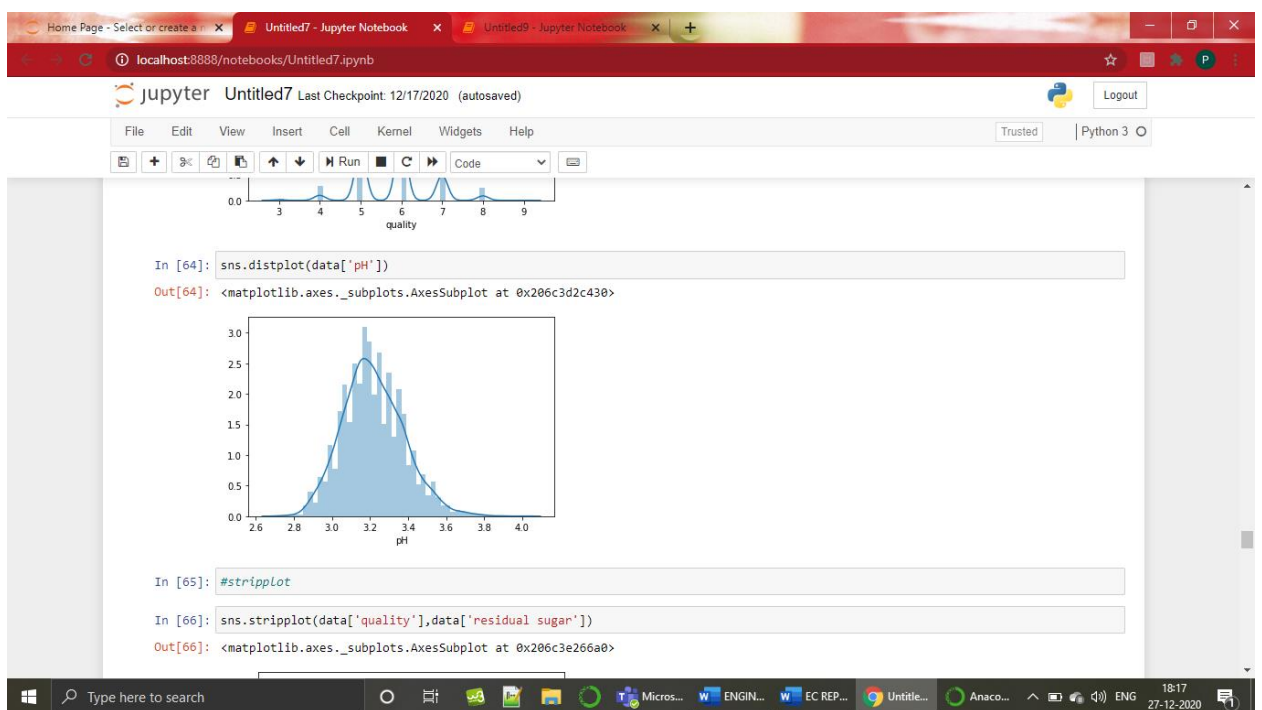 Home Page - Select or create a n
Untitled7 - Jupyter Notebook
Untitled9 - Jupyter Notebook
localhost:8888/notebooks/Untitled7.ipynb
P
jupyter Untitled7 Last Checkpoint: 12/17/2020 (autosaved)
Logout
File Edit View Insert Cell Kernel Widgets Help
Trusted Python 3
Run Code
0.0
3 4 5 6 7 8 9
quality
In [64]: sns.distplot(data['pH'])
Out[64]: <matplotlib.axes._subplots.AxesSubplot at 0x206c3d2c430>
3.0
2.5
2.0
1.5
1.0
0.5
0.0
2.6 2.8 3.0 3.2 3.4 3.6 3.8 4.0
pH
In [65]: #stripplot
In [66]: sns.stripplot(data['quality'],data['residual sugar'])
Out[66]: <matplotlib.axes._subplots.AxesSubplot at 0x206c3e266a0>
Type here to search
Micros...
ENGIN...
EC REP...
Untitle...
Anaco...
ENG
18:17
27-12-2020